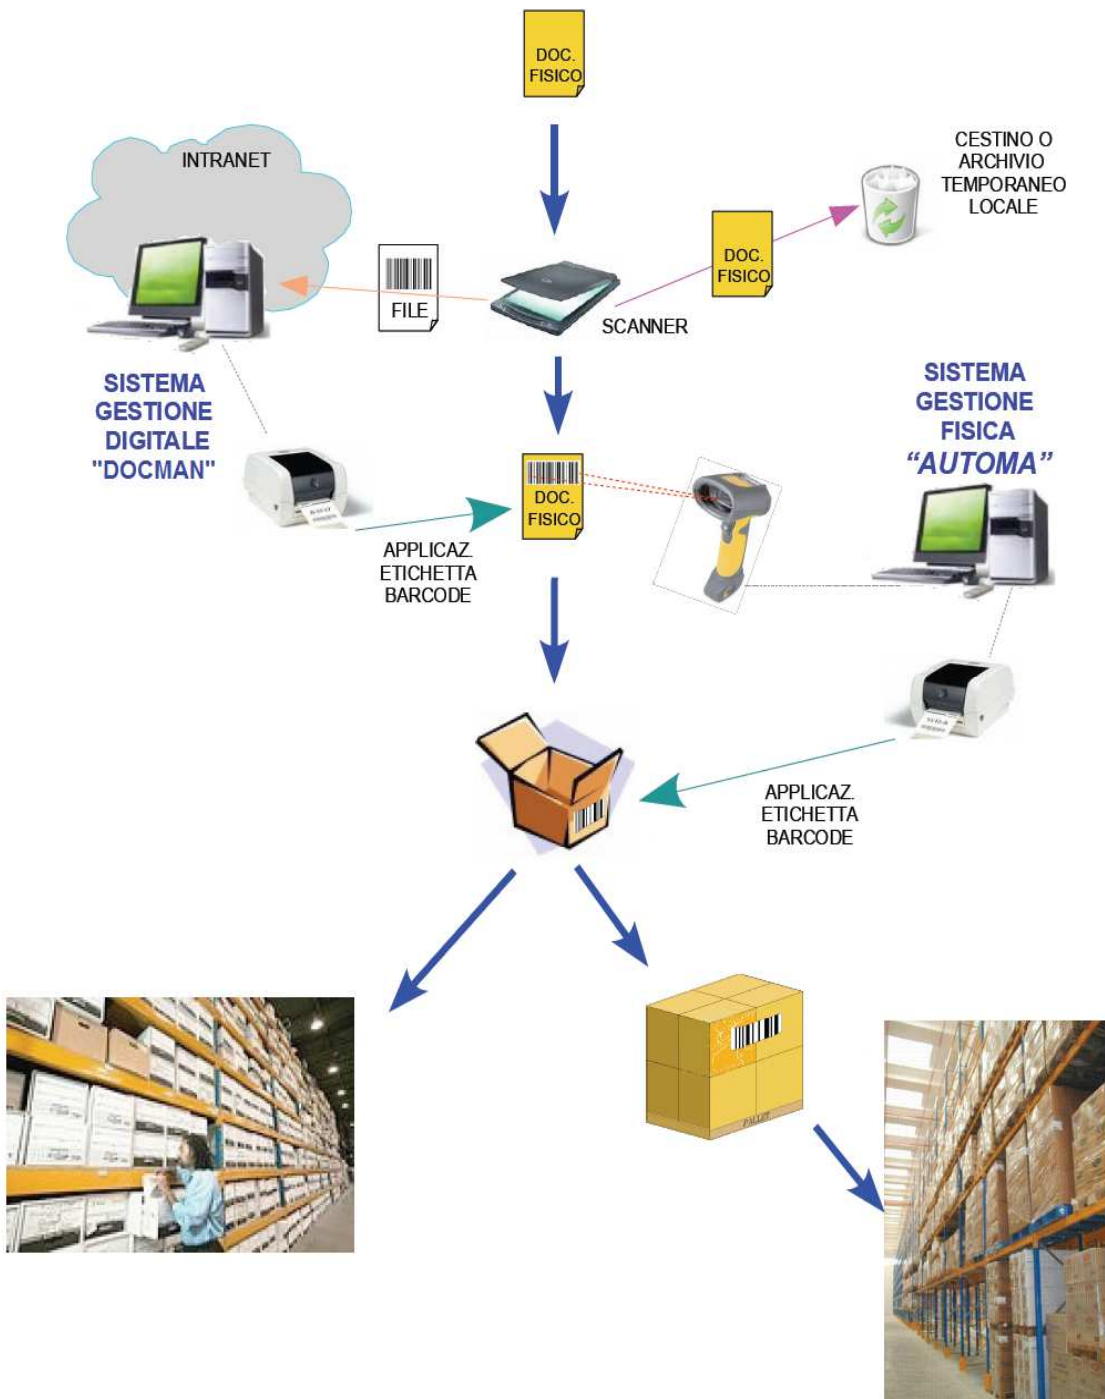 DOC.
FISICO
INTRANET
CESTINO O
ARCHIVIO
TEMPORANEO
LOCALE
DOC.
FISICO
FILE
SCANNER
SISTEMA
GESTIONE
DIGITALE
"DOCMAN"
SISTEMA
GESTIONE
FISICA
“AUTOMA”
DOC.
FISICO
APPLICAZ.
ETICHETTA
BARCODE
APPLICAZ.
ETICHETTA
BARCODE
PALLET